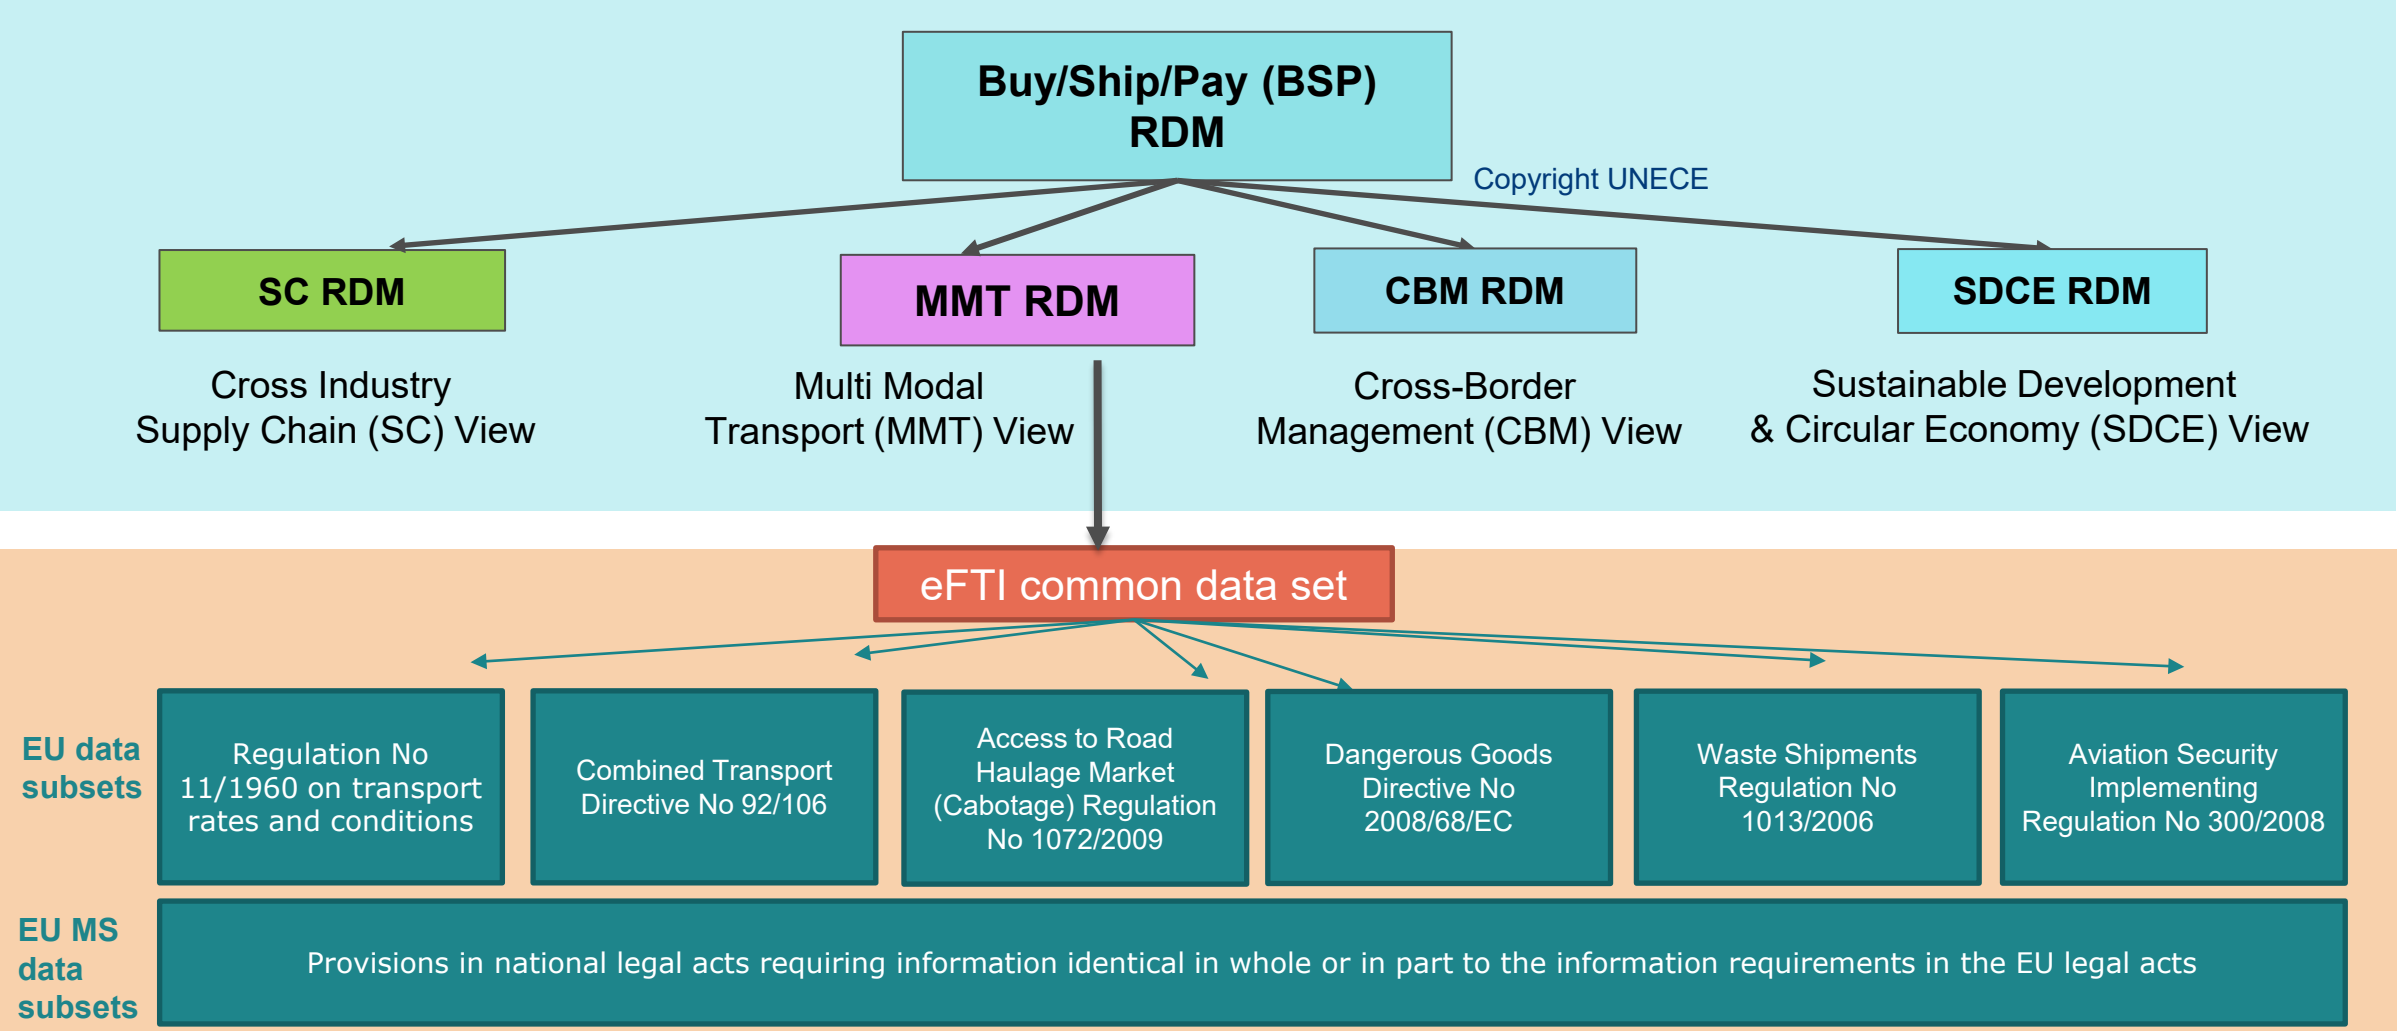 Buy/Ship/Pay (BSP)
RDM
Copyright UNECE
SC RDM
MMT RDM
CBM RDM
SDCE RDM
Cross Industry
Supply Chain (SC) View
Multi Modal
Transport (MMT) View
Cross-Border
Management (CBM) View
Sustainable Development
& Circular Economy (SDCE) View
eFTI common data set
EU data
subsets
Regulation No
11/1960 on transport
rates and conditions
Combined Transport
Directive No 92/106
Access to Road
Haulage Market
(Cabotage) Regulation
No 1072/2009
Dangerous Goods
Directive No
2008/68/EC
Waste Shipments
Regulation No
1013/2006
Aviation Security
Implementing
Regulation No 300/2008
EU MS
data
subsets
Provisions in national legal acts requiring information identical in whole or in part to the information requirements in the EU legal acts